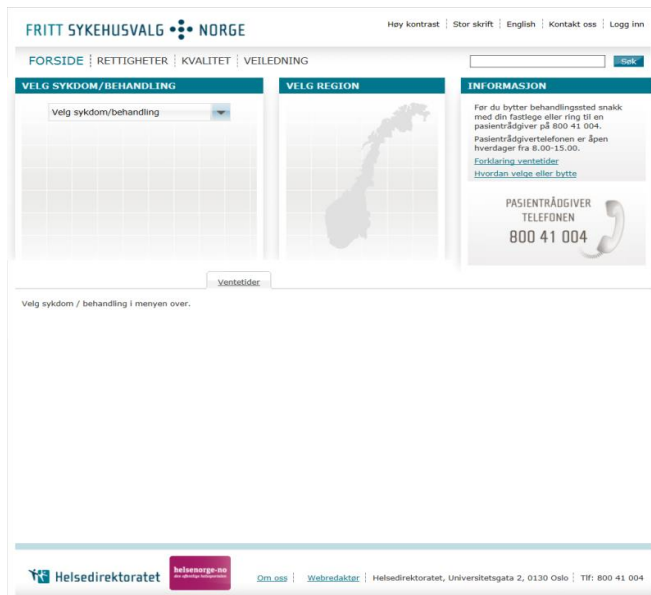 FRITT SYKEHUSVALG NORGE
Høy kontrast
Stor skrift
English
Kontakt oss
Logg inn
FORSIDE
RETTIGHETER
KVALITET
VEILEDNING
Søk
VELG SYKDOM/BEHANDLING
Velg sykdom/behandling
VELG REGION
INFORMASJON
Før du bytter behandlingssted snakk
med din fastlege eller ring til en
pasientrådgiver på 800 41 004.
Pasientrådgivertelefonen er åpen
hverdager fra 8.00-15.00.
Forklaring ventetider
Hvordan velge eller bytte
PASIENTRÅDGIVER
TELEFONEN
800 41 004
Ventetider
Velg sykdom / behandling i menyen over.
Helsedirektoratet
helsenorge.no
den offentlige helseportalen
Om oss
Webredaktør
Helsedirektoratet, Universitetsgata 2, 0130 Oslo
Tlf: 800 41 004